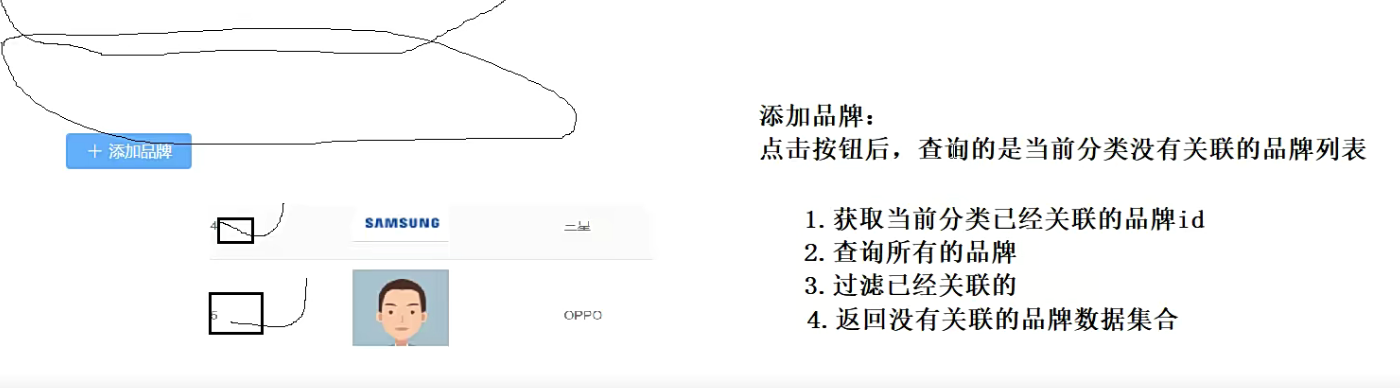 添加品牌：
点击按钮后，查询的是当前分类没有关联的品牌列表
＋ 添加品牌
1.获取当前分类已经关联的品牌id
2.查询所有的品牌
3.过滤已经关联的
4.返回没有关联的品牌数据集合
4 SAMSUNG 三星
5 OPPO